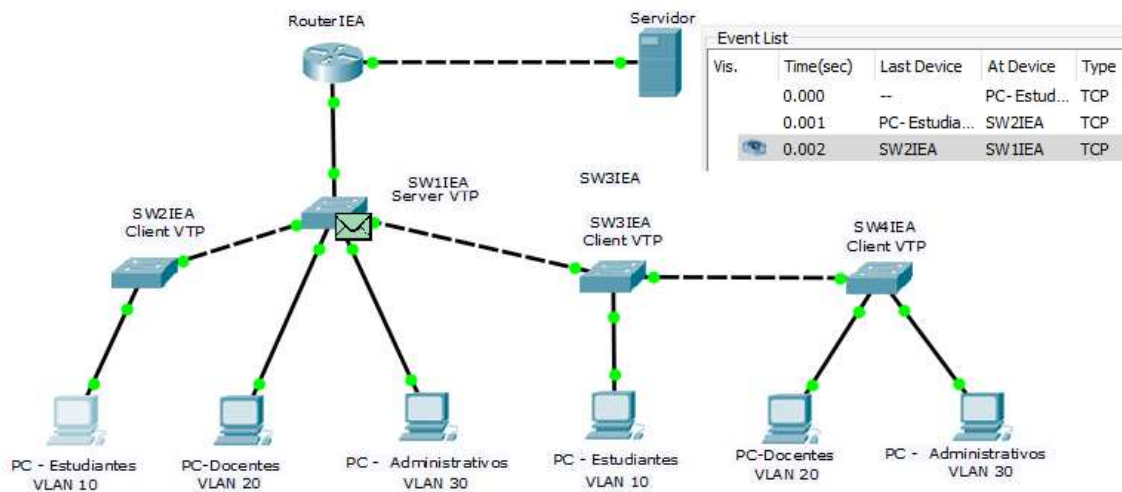 RouterIEA
Servidor
Event List
Vis. Time(sec) Last Device At Device Type
0.000 -- PC-Estud... TCP
0.001 PC-Estudia... SW2IEA TCP
0.002 SW2IEA SW1IEA TCP
SW1IEA
Server VTP
SW3IEA
SW2IEA
Client VTP
SW3IEA
Client VTP
SW4IEA
Client VTP
PC - Estudiantes
VLAN 10
PC-Docentes
VLAN 20
PC - Administrativos
VLAN 30
PC - Estudiantes
VLAN 10
PC-Docentes
VLAN 20
PC - Administrativos
VLAN 30